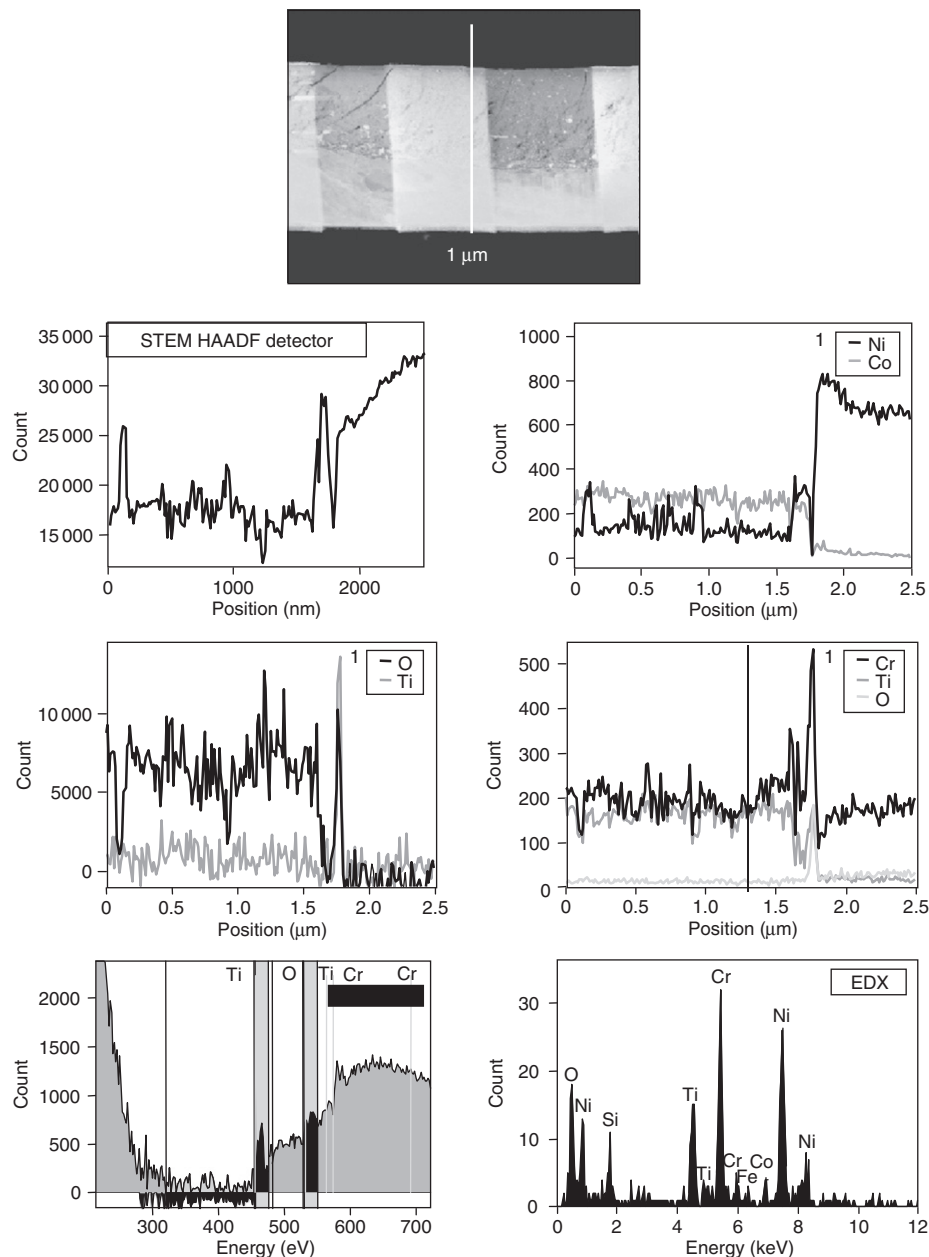 1 μm
STEM HAADF detector
35 000
30 000
25 000
20 000
15 000
Count
0
1000
2000
Position (nm)
1
Ni
Co
1000
800
600
400
200
0
Count
0
0.5
1.0
1.5
2.0
2.5
Position (μm)
1
O
Ti
10 000
5000
0
Count
0
0.5
1.0
1.5
2.0
2.5
Position (μm)
1
Cr
Ti
O
500
400
300
200
100
0
Count
0
0.5
1.0
1.5
2.0
2.5
Position (μm)
Ti O Ti Cr Cr
2000
1500
1000
500
0
Count
300 400 500 600 700
Energy (eV)
EDX
Cr
Ni
O
Ni
Si
Ti
Ti
Cr
Fe
Co
Ni
30
20
10
0
Count
0 2 4 6 8 10 12
Energy (keV)